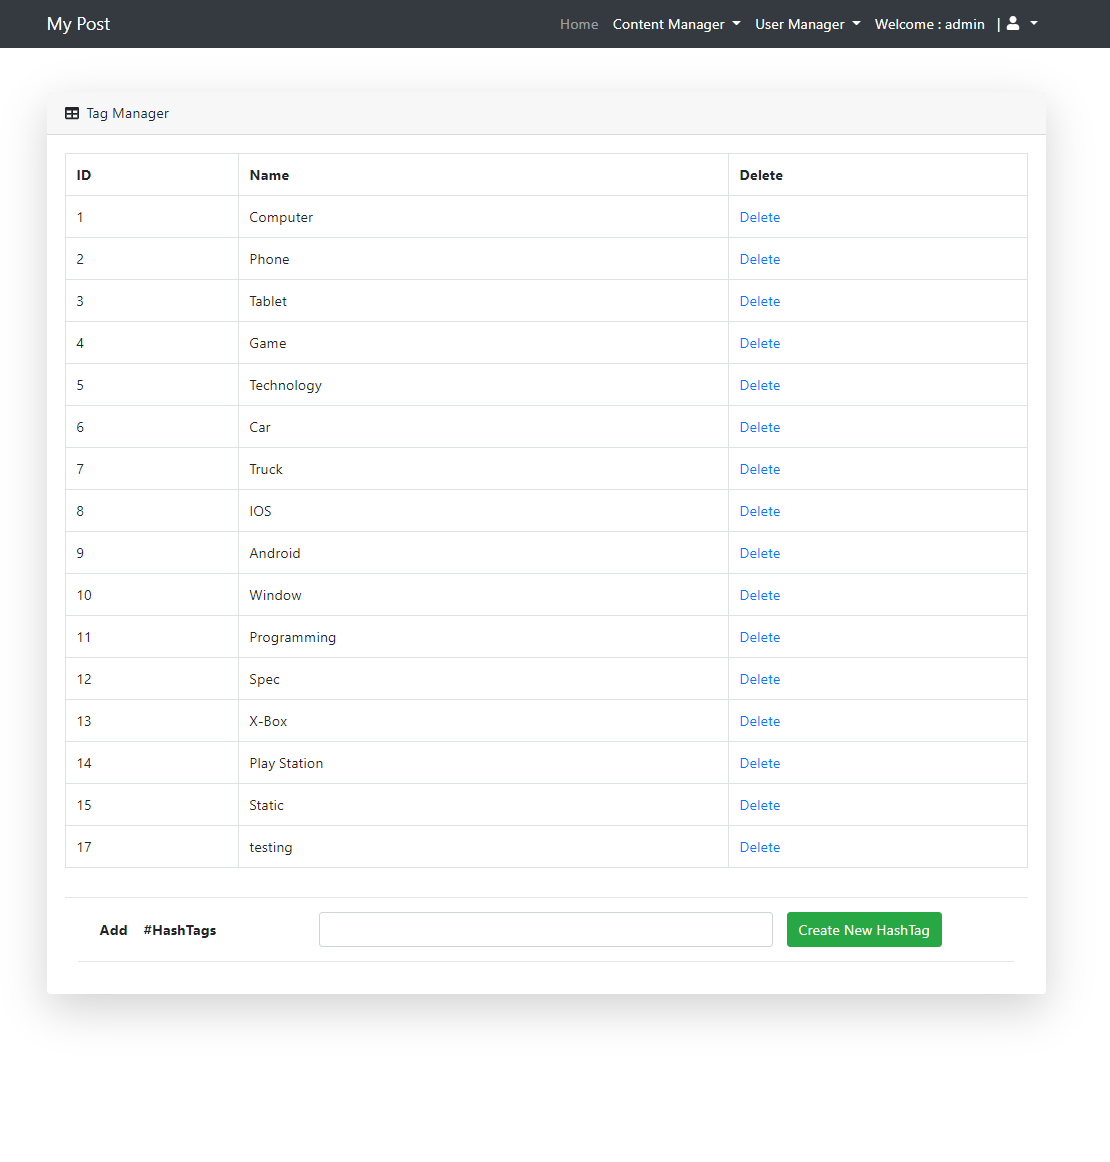 My Post Home Content Manager User Manager Welcome : admin |
Tag Manager
ID Name Delete
1 Computer Delete
2 Phone Delete
3 Tablet Delete
4 Game Delete
5 Technology Delete
6 Car Delete
7 Truck Delete
8 IOS Delete
9 Android Delete
10 Window Delete
11 Programming Delete
12 Spec Delete
13 X-Box Delete
14 Play Station Delete
15 Static Delete
17 testing Delete
Add #HashTags Create New HashTag